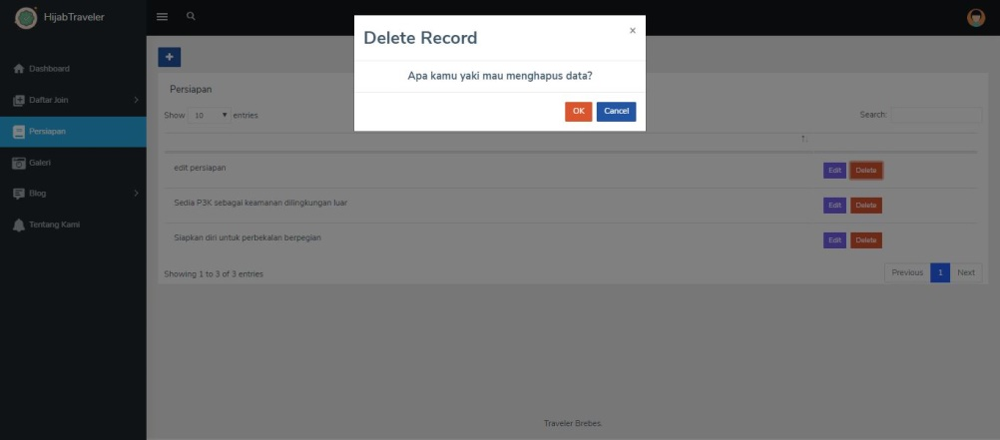 HijabTraveler
Delete Record
×
Apa kamu yaki mau menghapus data?
OK Cancel
Dashboard
Daftar Join
Persiapan
Galeri
Blog
Tentang Kami
+
Persiapan
Show 10 entries
Search:
edit persiapan Edit Delete
Sedia P3K sebagai keamanan dilingkungan luar Edit Delete
Siapkan diri untuk perbekalan berpegian Edit Delete
Showing 1 to 3 of 3 entries
Previous 1 Next
Traveler Brebes.